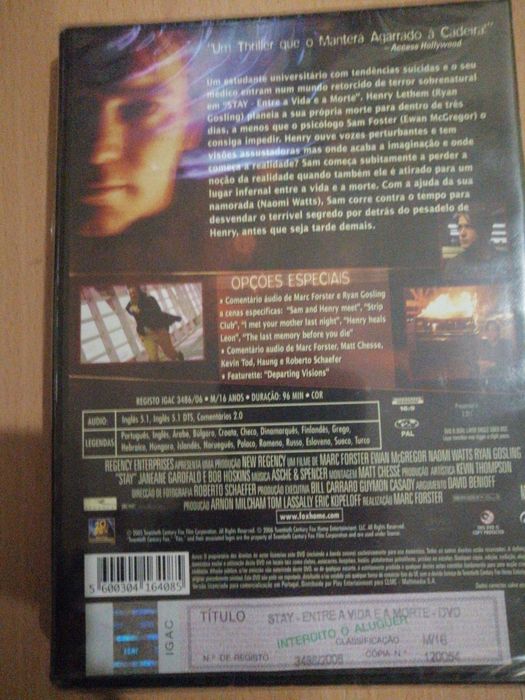 "Um Thriller que o Manterá Agarrado à Cadeira!"
- Access Hollywood
Um estudante universitário com tendências suicidas e o seu
médico entram num mundo retorcido de terror sobrenatural
em "STAY - Entre a Vida e a Morte". Henry Lethem (Ryan
Gosling) planeia a sua própria morte para dentro de três
dias, a menos que o psicólogo Sam Foster (Ewan McGregor) o
consiga impedir. Henry ouve vozes perturbantes e tem
visões assustadoras mas onde acaba a imaginação e onde
começa a realidade? Sam começa subitamente a perder a
noção da realidade quando também ele é atirado para um
lugar infernal entre a vida e a morte. Com a ajuda da sua
namorada (Naomi Watts), Sam corre contra o tempo para
desvendar o terrível segredo por detrás do pesadelo de
Henry, antes que seja tarde demais.
OPÇÕES ESPECIAIS
• Comentário áudio de Marc Forster e Ryan Gosling
a cenas específicas: "Sam and Henry meet", "Strip
Club", "I met your mother last night", "Henry heals
Leon", "The last memory before you die"
• Comentário audio de Marc Forster, Matt Chesse,
Kevin Tod, Haung e Roberto Schaefer
• Featurette: "Departing Visions"
REGISTO IGAC 3486/06 • M/16 ANOS • DURAÇÃO: 96 MIN • COR
ÁUDIO: Inglês 5.1, Inglês 5.1 DTS, Comentários 2.0
LEGENDAS Português, Inglês, Árabe, Búlgaro, Croata, Checo, Dinamarquês, Finlandês, Grego,
Hebraico, Húngaro, Islandês, Norueguês, Polaco, Romeno, Russo, Esloveno, Sueco, Turco
16:9
PAL
REGENCY ENTERPRISES APRESENTA UMA PRODUÇÃO NEW REGENCY UM FILME DE MARC FORSTER EWAN McGREGOR NAOMI WATTS RYAN GOSLING
"STAY" JANEANE GAROFALO E BOB HOSKINS MÚSICA ASCHE & SPENCER MONTAGEM MATT CHESSÉ PRODUÇÃO ARTÍSTICA KEVIN THOMPSON
DIRECÇÃO DE FOTOGRAFIA ROBERTO SCHAEFER PRODUÇÃO EXECUTIVA BILL CARRARO GUYMON CASADY ARGUMENTO DAVID BENIOFF
PRODUÇÃO ARNON MILCHAN TOM LASSALLY ERIC KOPELOFF REALIZAÇÃO MARC FORSTER
www.foxhome.com
5 600304 164085
IGAC
TÍTULO STAY - ENTRE A VIDA E A MORTE - DVD
INTERDITO O ALUGUER
CLASSIFICAÇÃO M/16
N.º DE REGISTO 3486/2006 CÓPIA N.º 120054